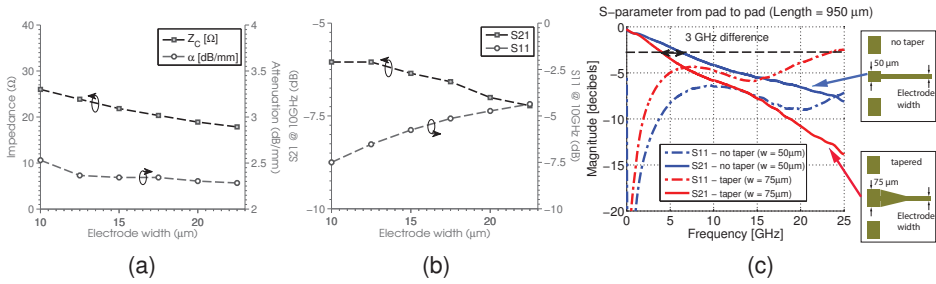 40
35
30
25
20
15
10
5
0
Impedance (Ω)
Z_C [Ω]
α [dB/mm]
4
3.5
3
2.5
2
Attenuation (dB/mm)
10
15
20
Electrode width (μm)
(a)
−5
−7.5
−10
S21 @ 10GHz (dB)
S21
S11
0
−2.5
−5
−7.5
−10
S11 @ 10GHz (dB)
10
15
20
Electrode width (μm)
(b)
S−parameter from pad to pad (Length = 950 μm)
3 GHz difference
0
−5
−10
−15
−20
Magnitude [decibels]
S11 − no taper (w = 50μm)
S21 − no taper (w = 50μm)
S11 − taper (w = 75μm)
S21 − taper (w = 75μm)
0
5
10
15
20
25
Frequency [GHz]
(c)
no taper
50 μm
Electrode
width
tapered
75 μm
Electrode
width